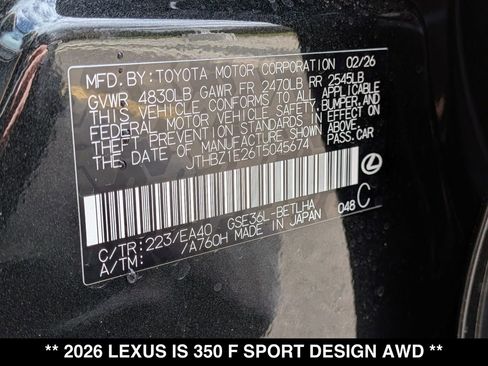 MFD. BY: TOYOTA MOTOR CORPORATION 02/26
GVWR 4830LB GAWR FR 2470LB RR 2545LB
THIS VEHICLE CONFORMS TO ALL APPLICABLE
FEDERAL MOTOR VEHICLE SAFETY, BUMPER, AND
THEFT PREVENTION STANDARDS IN EFFECT ON
THE DATE OF MANUFACTURE SHOWN ABOVE.
JTHBZ1E26T5045674 PASS. CAR
C/TR: 223/EA40 GSE36L-BETLHA 048 C
A/TM: /A760H MADE IN JAPAN
** 2026 LEXUS IS 350 F SPORT DESIGN AWD **